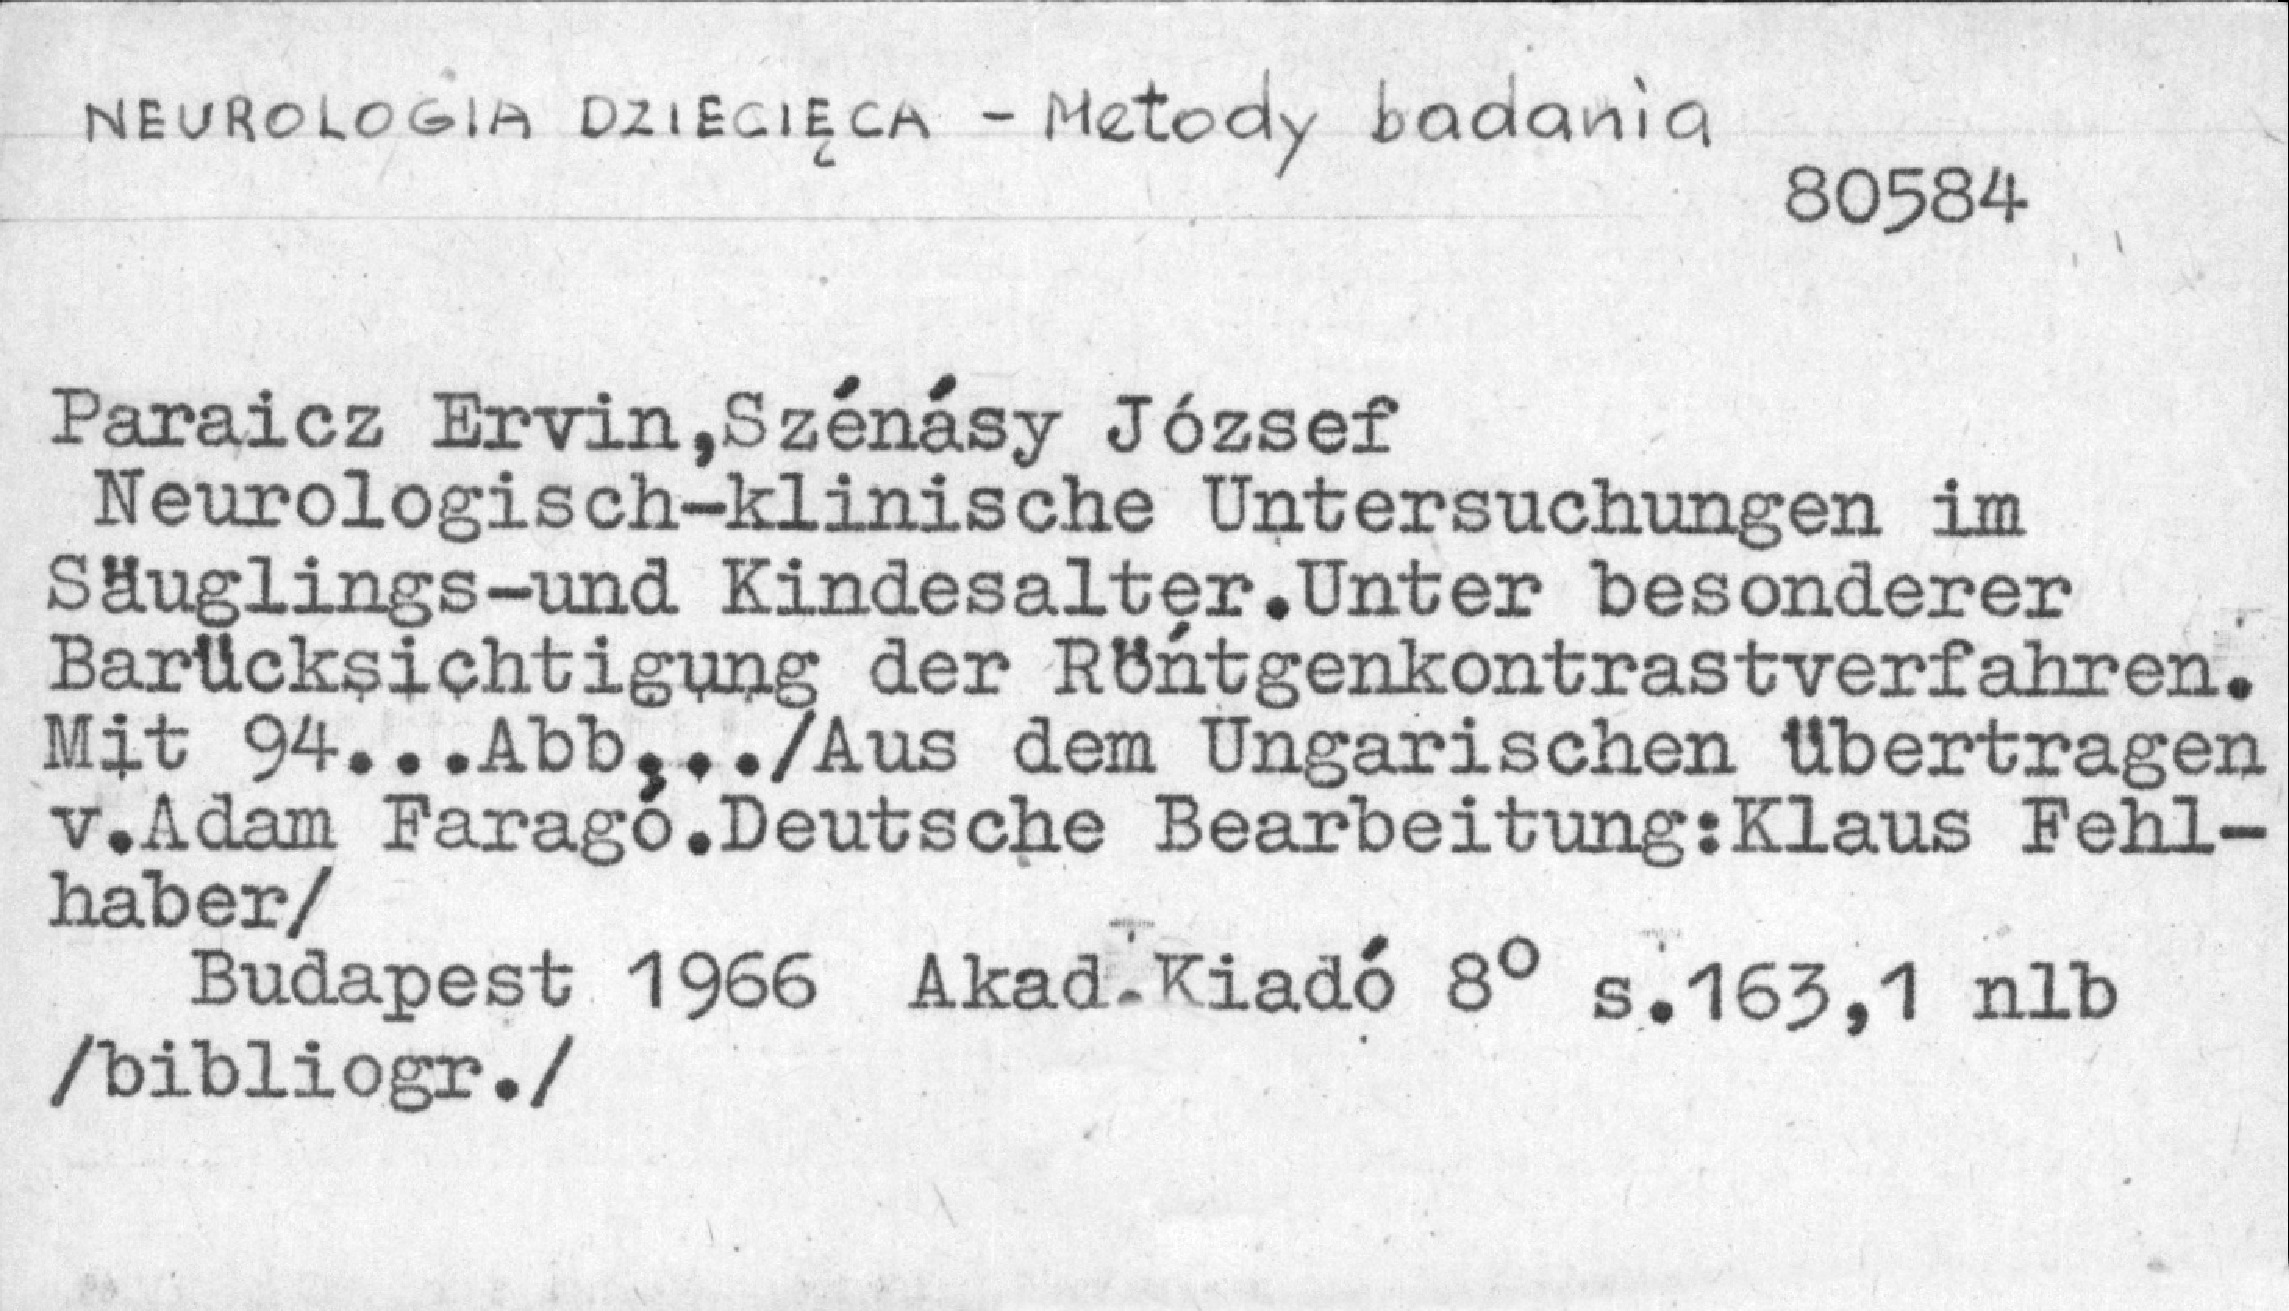 NEUROLOGIA DZIECIĘCA - Metody badania
80584
Paraicz Ervin,Szénásy József
Neurologisch-klinische Untersuchungen im
Säuglings-und Kindesalter.Unter besonderer
Barücksichtigung der Röntgenkontrastverfahren.
Mit 94...Abb,../Aus dem Ungarischen übertragen
v.Adam Faragó.Deutsche Bearbeitung:Klaus Fehl-
haber/
Budapest 1966 Akad.Kiadó 8° s.163,1 nlb
/bibliogr./